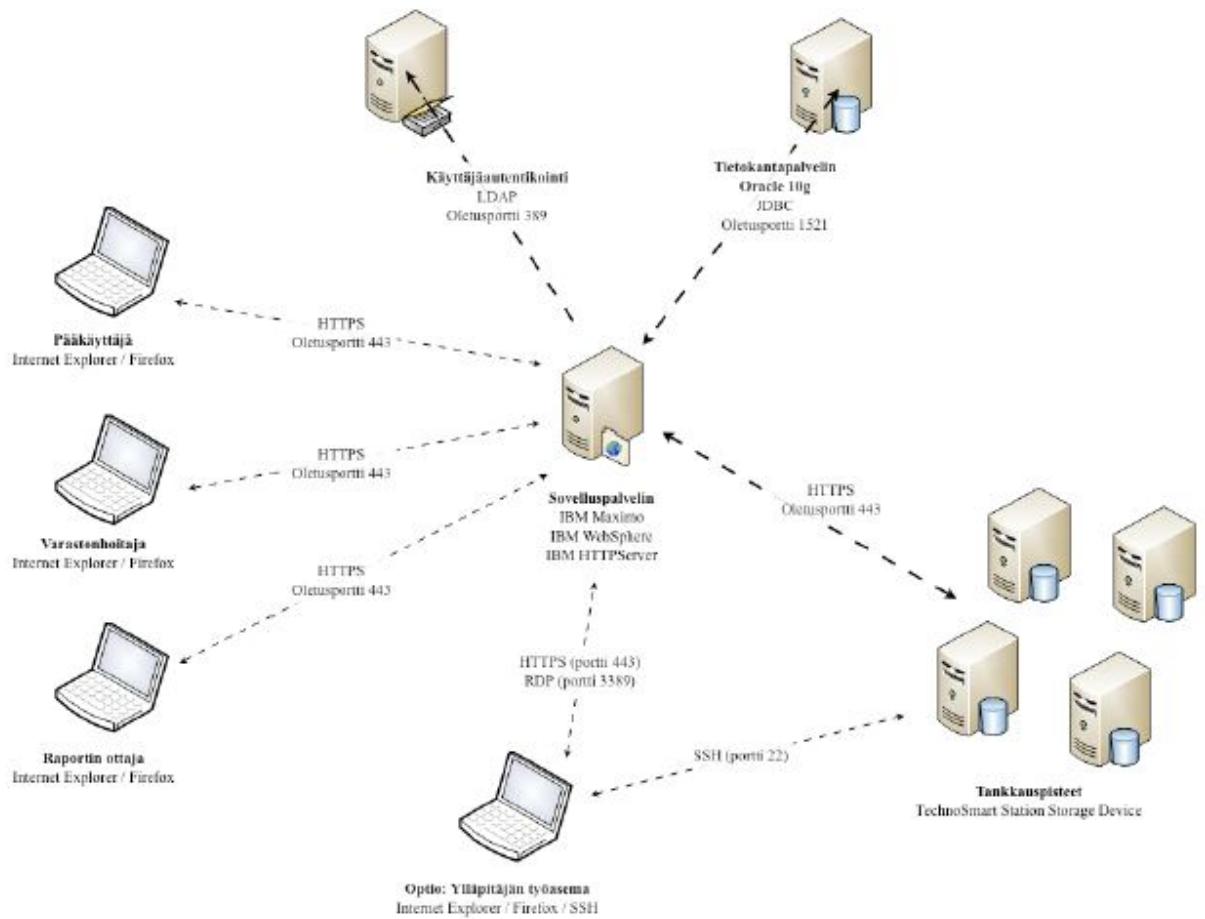 Käyttäjäautentikointi
LDAP
Oletusportti 389
Tietokantapalvelin
Oracle 10g
JDBC
Oletusportti 1521
HTTPS
Oletusportti 443
Pääkäyttäjä
Internet Explorer / Firefox
HTTPS
Oletusportti 443
Varastonhoitaja
Internet Explorer / Firefox
Sovelluspalvelin
IBM Maximo
IBM WebSphere
IBM HTTPServer
HTTPS
Oletusportti 443
HTTPS
Oletusportti 443
Raportin ottaja
Internet Explorer / Firefox
HTTPS (portti 443)
RDP (portti 3389)
SSH (portti 22)
Tankkauspisteet
TechnoSmart Station Storage Device
Optio: Ylläpitäjän työasema
Internet Explorer / Firefox / SSH